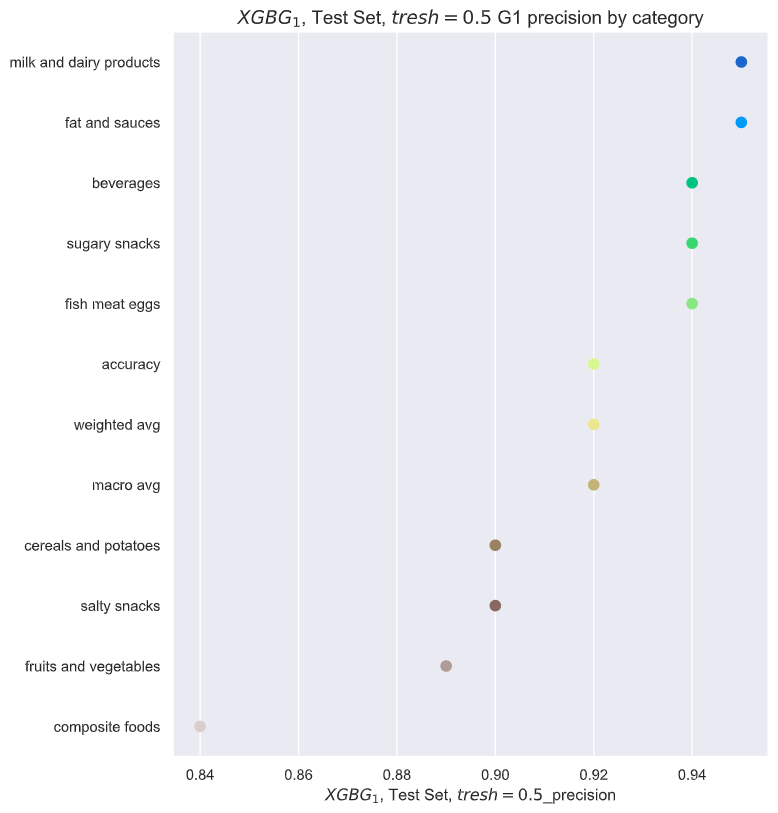 XGBG₁, Test Set, tresh = 0.5 G1 precision by category
milk and dairy products
fat and sauces
beverages
sugary snacks
fish meat eggs
accuracy
weighted avg
macro avg
cereals and potatoes
salty snacks
fruits and vegetables
composite foods
0.84 0.86 0.88 0.90 0.92 0.94
XGBG₁, Test Set, tresh = 0.5_precision